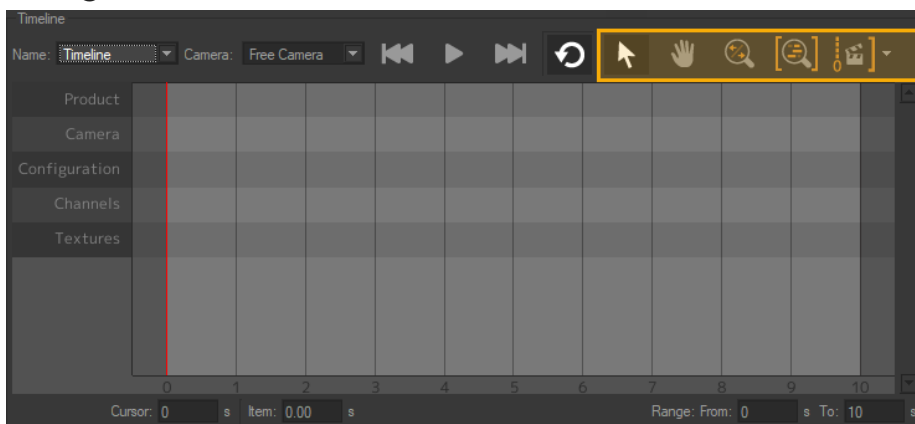 Timeline
Name: Timeline Camera: Free Camera
Product
Camera
Configuration
Channels
Textures
0 1 2 3 4 5 6 7 8 9 10
Cursor: 0 s Item: 0.00 s Range: From: 0 s To: 10 s